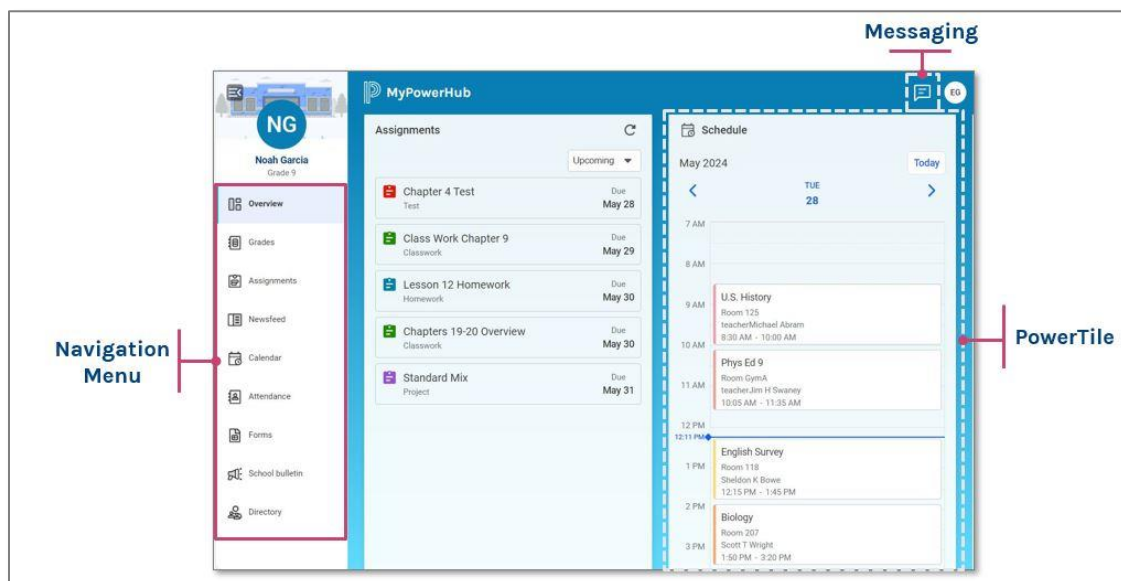 Messaging
MyPowerHub
EG
NG
Noah Garcia
Grade 9
Overview
Grades
Assignments
Newsfeed
Calendar
Attendance
Forms
School bulletin
Directory
Navigation
Menu
Assignments
Upcoming
Chapter 4 Test
Test
Due
May 28
Class Work Chapter 9
Classwork
Due
May 29
Lesson 12 Homework
Homework
Due
May 30
Chapters 19-20 Overview
Classwork
Due
May 30
Standard Mix
Project
Due
May 31
Schedule
May 2024
Today
TUE
28
7 AM
8 AM
9 AM
U.S. History
Room 125
teacherMichael Abram
8:30 AM - 10:00 AM
10 AM
Phys Ed 9
Room GymA
teacherJim H Swaney
10:05 AM - 11:35 AM
11 AM
12 PM
12:11 PM
English Survey
Room 118
Sheldon K Bowe
12:15 PM - 1:45 PM
1 PM
2 PM
Biology
Room 207
Scott T Wright
1:50 PM - 3:20 PM
3 PM
PowerTile